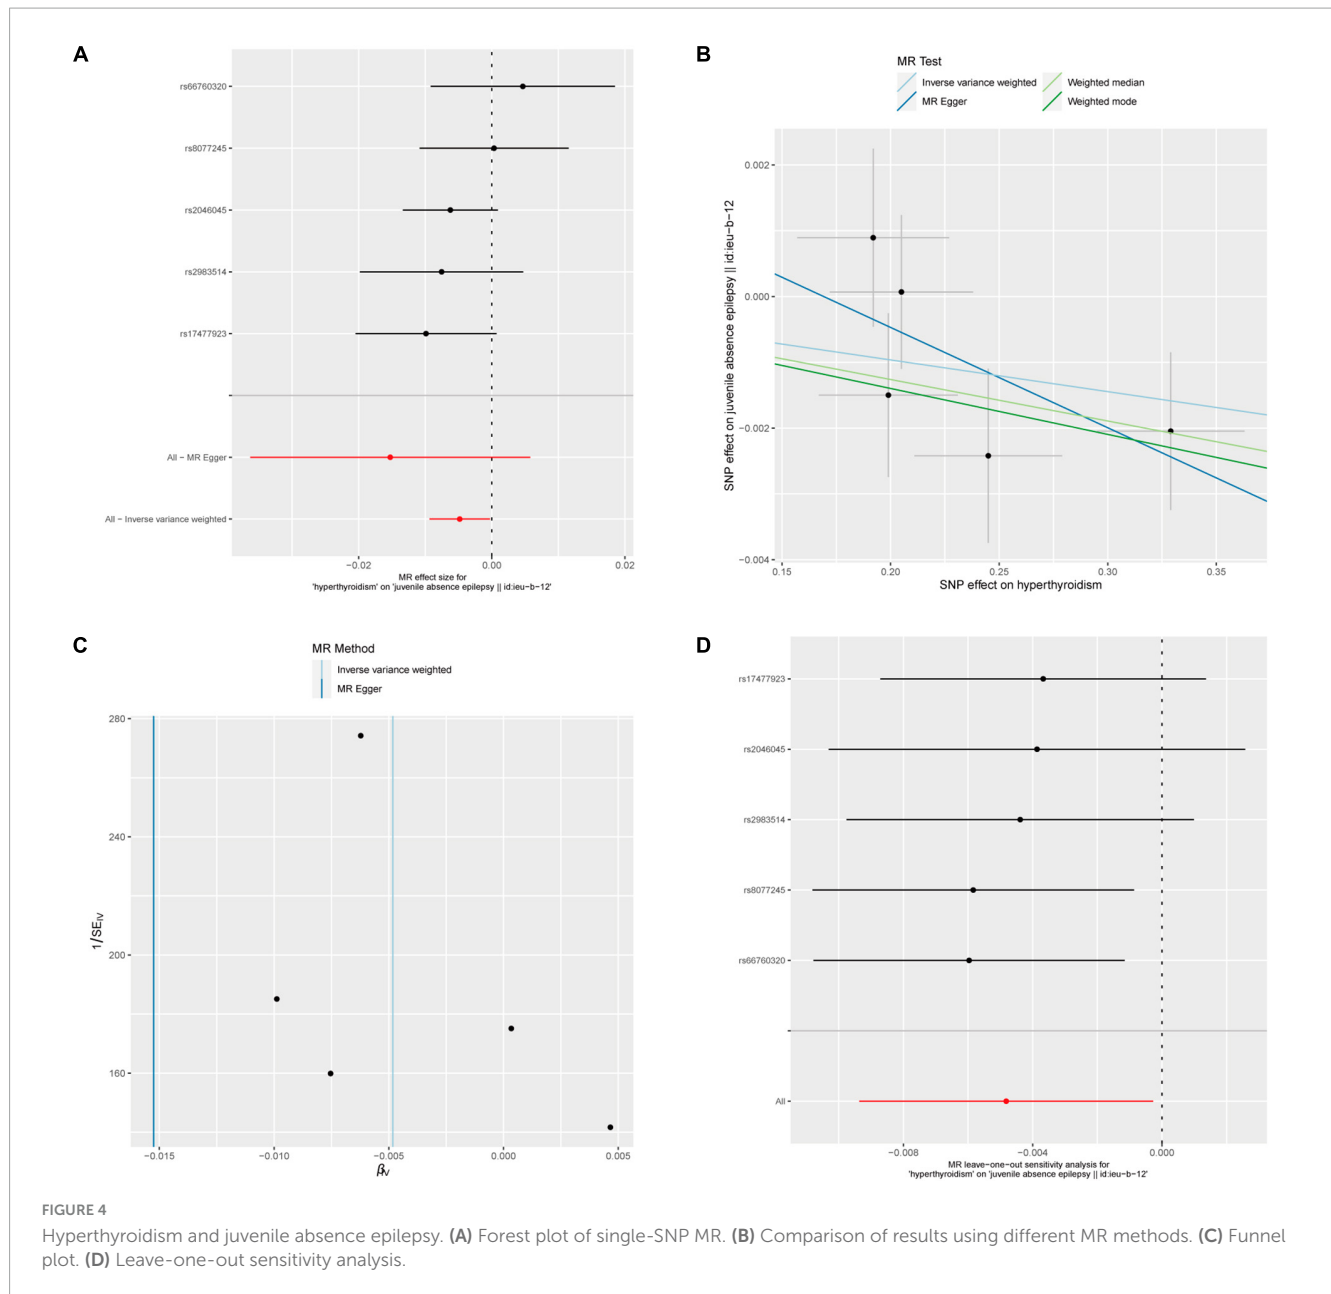 A
rs66760320
rs8077245
rs2046045
rs2983514
rs17477923
All − MR Egger
All − Inverse variance weighted
−0.02 0.00 0.02
MR effect size for
'hyperthyroidism' on 'juvenile absence epilepsy || id:ieu−b−12'
B
MR Test
Inverse variance weighted Weighted median
MR Egger Weighted mode
SNP effect on juvenile absence epilepsy || id:ieu−b−12
0.002
0.000
−0.002
−0.004
0.15 0.20 0.25 0.30 0.35
SNP effect on hyperthyroidism
C
MR Method
Inverse variance weighted
MR Egger
1/SEIV
280
240
200
160
−0.015 −0.010 −0.005 0.000 0.005
βIV
D
rs17477923
rs2046045
rs2983514
rs8077245
rs66760320
All
−0.008 −0.004 0.000
MR leave−one−out sensitivity analysis for
'hyperthyroidism' on 'juvenile absence epilepsy || id:ieu−b−12'
FIGURE 4
Hyperthyroidism and juvenile absence epilepsy. (A) Forest plot of single-SNP MR. (B) Comparison of results using different MR methods. (C) Funnel
plot. (D) Leave-one-out sensitivity analysis.